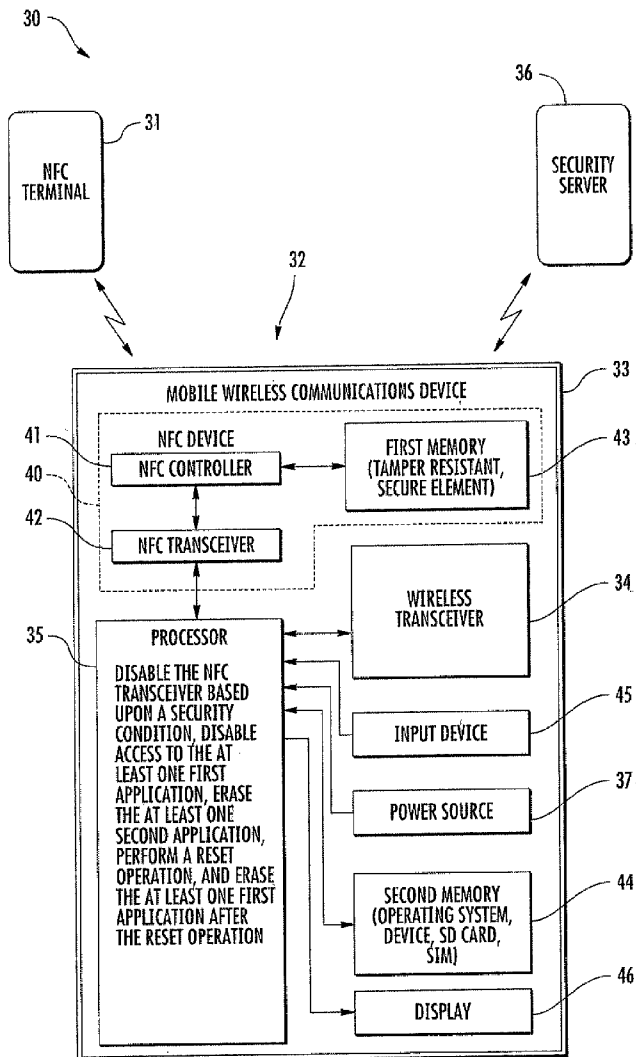 30
36
31
NFC
TERMINAL
SECURITY
SERVER
32
33
MOBILE WIRELESS COMMUNICATIONS DEVICE
NFC DEVICE
41
NFC CONTROLLER
FIRST MEMORY
(TAMPER RESISTANT,
SECURE ELEMENT)
43
40
42
NFC TRANSCEIVER
WIRELESS
TRANSCEIVER
34
35
PROCESSOR
DISABLE THE NFC
TRANSCEIVER BASED
UPON A SECURITY
CONDITION, DISABLE
ACCESS TO THE AT
LEAST ONE FIRST
APPLICATION, ERASE
THE AT LEAST ONE
SECOND APPLICATION,
PERFORM A RESET
OPERATION, AND ERASE
THE AT LEAST ONE FIRST
APPLICATION AFTER
THE RESET OPERATION
45
INPUT DEVICE
37
POWER SOURCE
44
SECOND MEMORY
(OPERATING SYSTEM,
DEVICE, SD CARD,
SIM)
46
DISPLAY